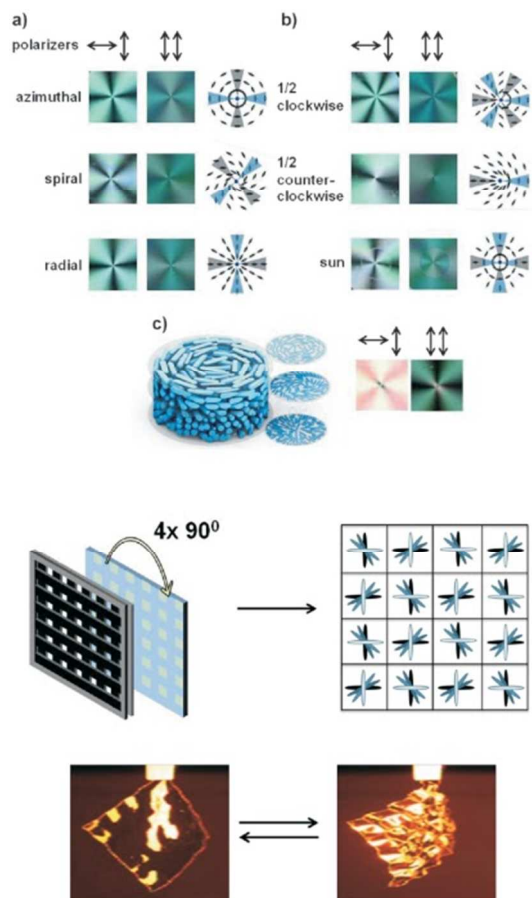 a)
b)
polarizers
azimuthal
1/2
clockwise
spiral
1/2
counter-
clockwise
radial
sun
c)
4x 90⁰